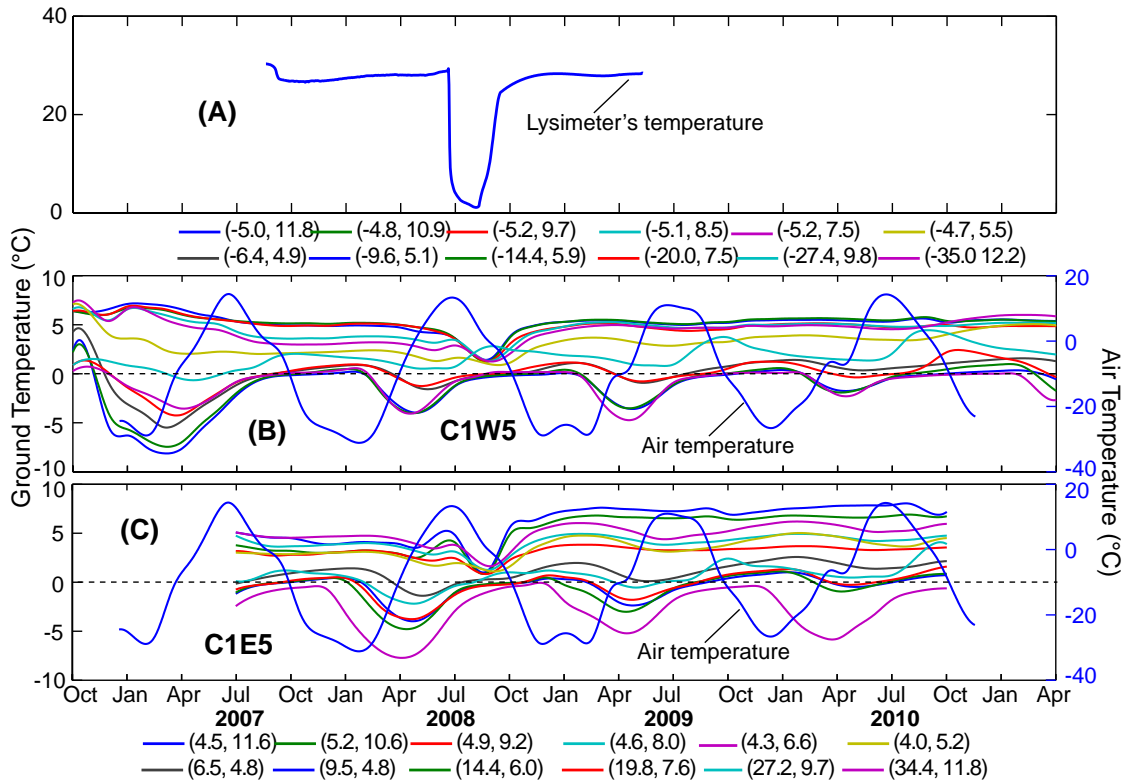 40
20
0
(A)
Lysimeter's temperature
(-5.0, 11.8) (-4.8, 10.9) (-5.2, 9.7) (-5.1, 8.5) (-5.2, 7.5) (-4.7, 5.5)
(-6.4, 4.9) (-9.6, 5.1) (-14.4, 5.9) (-20.0, 7.5) (-27.4, 9.8) (-35.0 12.2)
Ground Temperature (°C)
10
5
0
-5
-10
(B)
C1W5
Air temperature
20
0
-20
-40
Air Temperature (°C)
10
5
0
-5
-10
(C)
C1E5
Air temperature
20
0
-20
-40
Oct Jan Apr Jul Oct Jan Apr Jul Oct Jan Apr Jul Oct Jan Apr Jul Oct Jan Apr
2007 2008 2009 2010
(4.5, 11.6) (5.2, 10.6) (4.9, 9.2) (4.6, 8.0) (4.3, 6.6) (4.0, 5.2)
(6.5, 4.8) (9.5, 4.8) (14.4, 6.0) (19.8, 7.6) (27.2, 9.7) (34.4, 11.8)